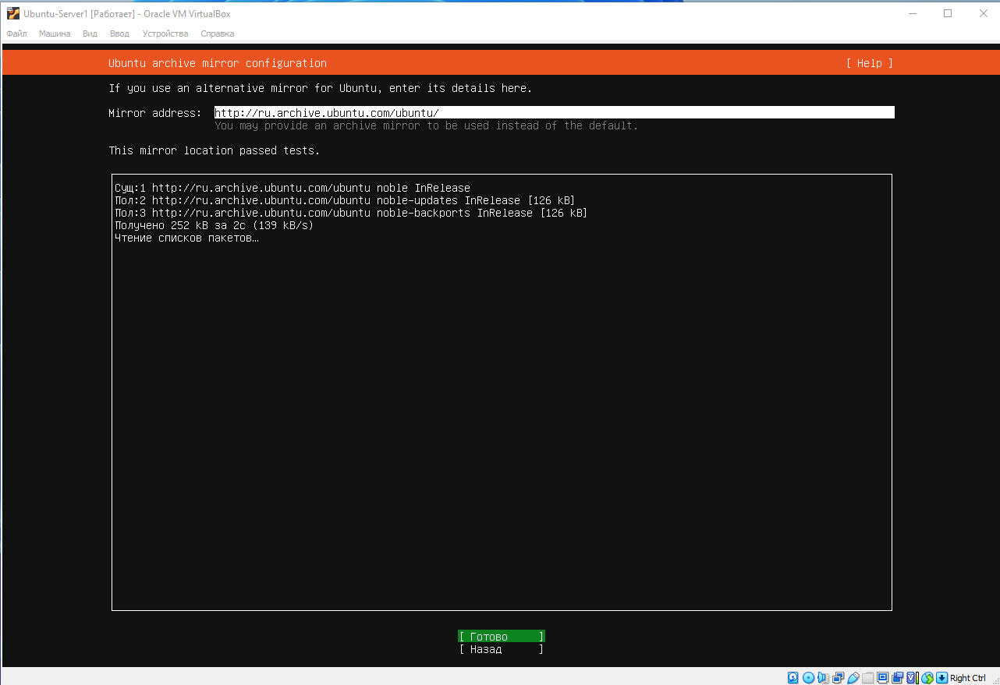 Ubuntu-Server1 [Работает] - Oracle VM VirtualBox
Файл Машина Вид Ввод Устройства Справка
Ubuntu archive mirror configuration [ Help ]
If you use an alternative mirror for Ubuntu, enter its details here.
Mirror address: http://ru.archive.ubuntu.com/ubuntu/
You may provide an archive mirror to be used instead of the default.
This mirror location passed tests.
Сущ:1 http://ru.archive.ubuntu.com/ubuntu noble InRelease
Пол:2 http://ru.archive.ubuntu.com/ubuntu noble-updates InRelease [126 kB]
Пол:3 http://ru.archive.ubuntu.com/ubuntu noble-backports InRelease [126 kB]
Получено 252 kB за 2с (139 kB/s)
Чтение списков пакетов…
[ Готово ]
[ Назад ]
Right Ctrl